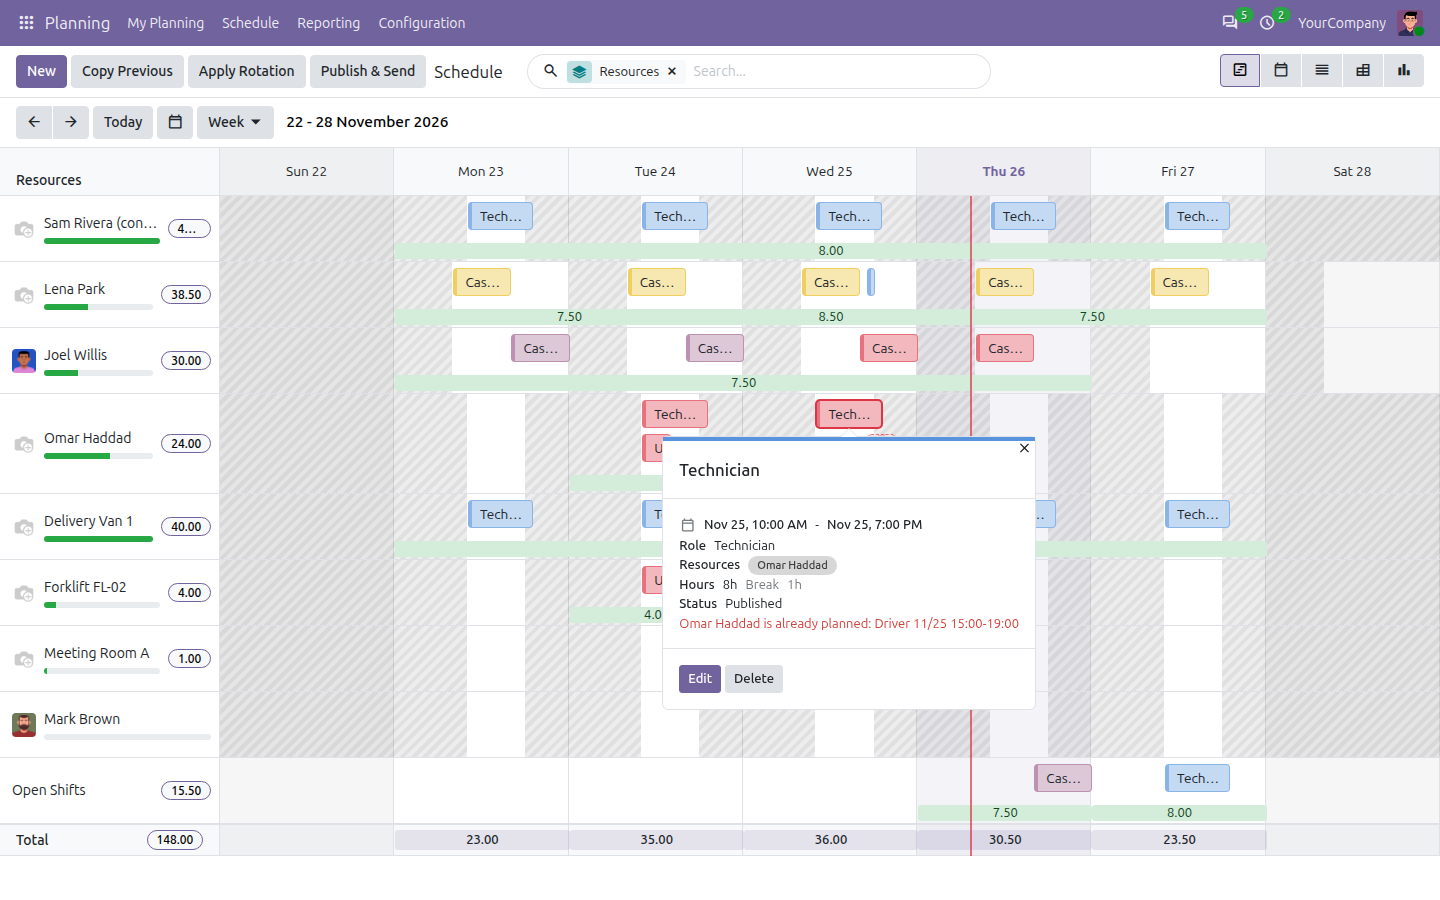 Planning My Planning Schedule Reporting Configuration 5 2 YourCompany
New Copy Previous Apply Rotation Publish & Send Schedule Resources Search...
Today Week 22 - 28 November 2026
Resources Sun 22 Mon 23 Tue 24 Wed 25 Thu 26 Fri 27 Sat 28
Sam Rivera (con... 4... Tech... Tech... Tech... Tech... Tech...
8.00
Lena Park 38.50 Cas... Cas... Cas... Cas... Cas...
7.50 8.50 7.50
Joel Willis 30.00 Cas... Cas... Cas... Cas...
7.50
Omar Haddad 24.00 Tech... Tech...
U
Technician
Nov 25, 10:00 AM - Nov 25, 7:00 PM
Role Technician
Resources Omar Haddad
Hours 8h Break 1h
Status Published
Omar Haddad is already planned: Driver 11/25 15:00-19:00
Edit Delete
Delivery Van 1 40.00 Tech... Tech...
Forklift FL-02 4.00 U
4.0
Meeting Room A 1.00
Mark Brown
Open Shifts 15.50 Cas... Tech...
7.50 8.00
Total 148.00 23.00 35.00 36.00 30.50 23.50